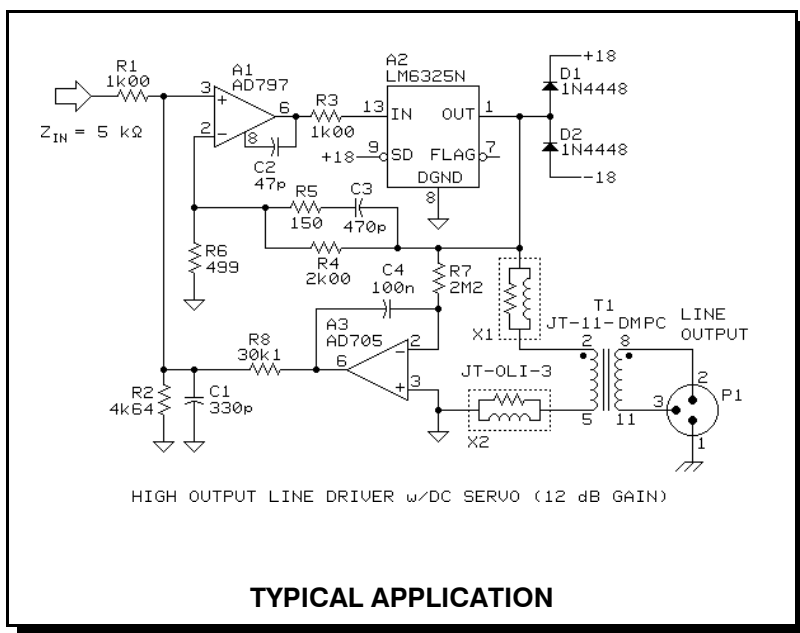 R1
1k00
Z_IN = 5 kΩ
A1
AD797
3
+
2
−
6
8
C2
47p
R3
1k00
A2
LM6325N
13
IN
OUT
1
+18
9
SD
FLAG
7
DGND
8
+18
D1
1N4448
D2
1N4448
−18
R5
150
C3
470p
R4
2k00
R6
499
C4
100n
R7
2M2
X1
T1
JT-11-DMPC
LINE
OUTPUT
A3
AD705
2
−
+
3
6
R8
30k1
R2
4k64
C1
330p
JT-OLI-3
X2
2
8
5
11
2
3
1
P1
HIGH OUTPUT LINE DRIVER w/DC SERVO (12 dB GAIN)
TYPICAL APPLICATION